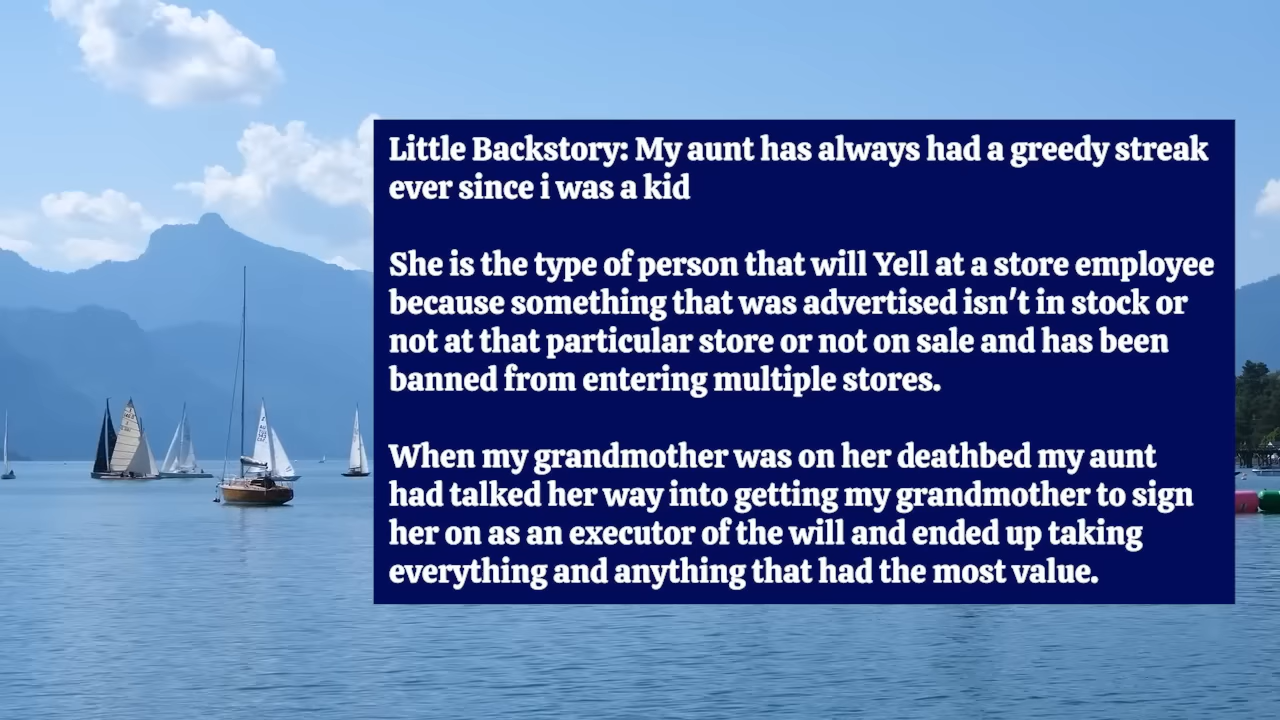 Little Backstory: My aunt has always had a greedy streak
ever since i was a kid
She is the type of person that will Yell at a store employee
because something that was advertised isn't in stock or
not at that particular store or not on sale and has been
banned from entering multiple stores.
When my grandmother was on her deathbed my aunt
had talked her way into getting my grandmother to sign
her on as an executor of the will and ended up taking
everything and anything that had the most value.